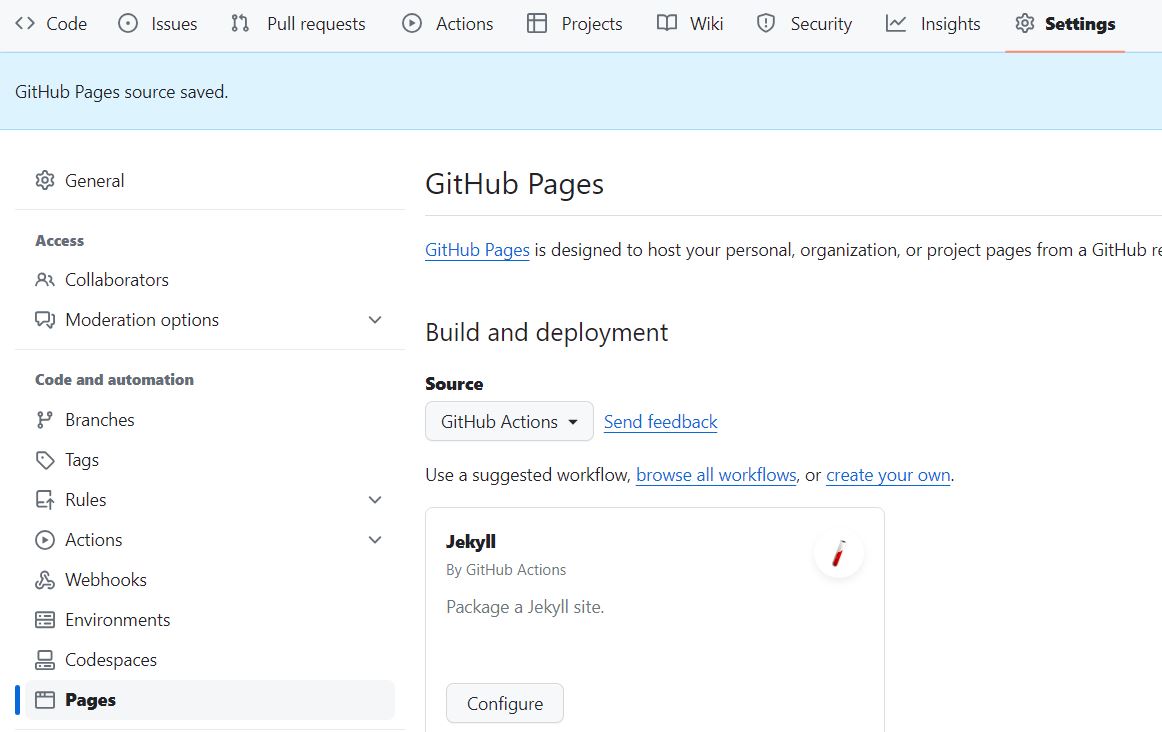 Code Issues Pull requests Actions Projects Wiki Security Insights Settings
GitHub Pages source saved.
General
Access
Collaborators
Moderation options
Code and automation
Branches
Tags
Rules
Actions
Webhooks
Environments
Codespaces
Pages
GitHub Pages
GitHub Pages is designed to host your personal, organization, or project pages from a GitHub re
Build and deployment
Source
GitHub Actions Send feedback
Use a suggested workflow, browse all workflows, or create your own.
Jekyll
By GitHub Actions
Package a Jekyll site.
Configure